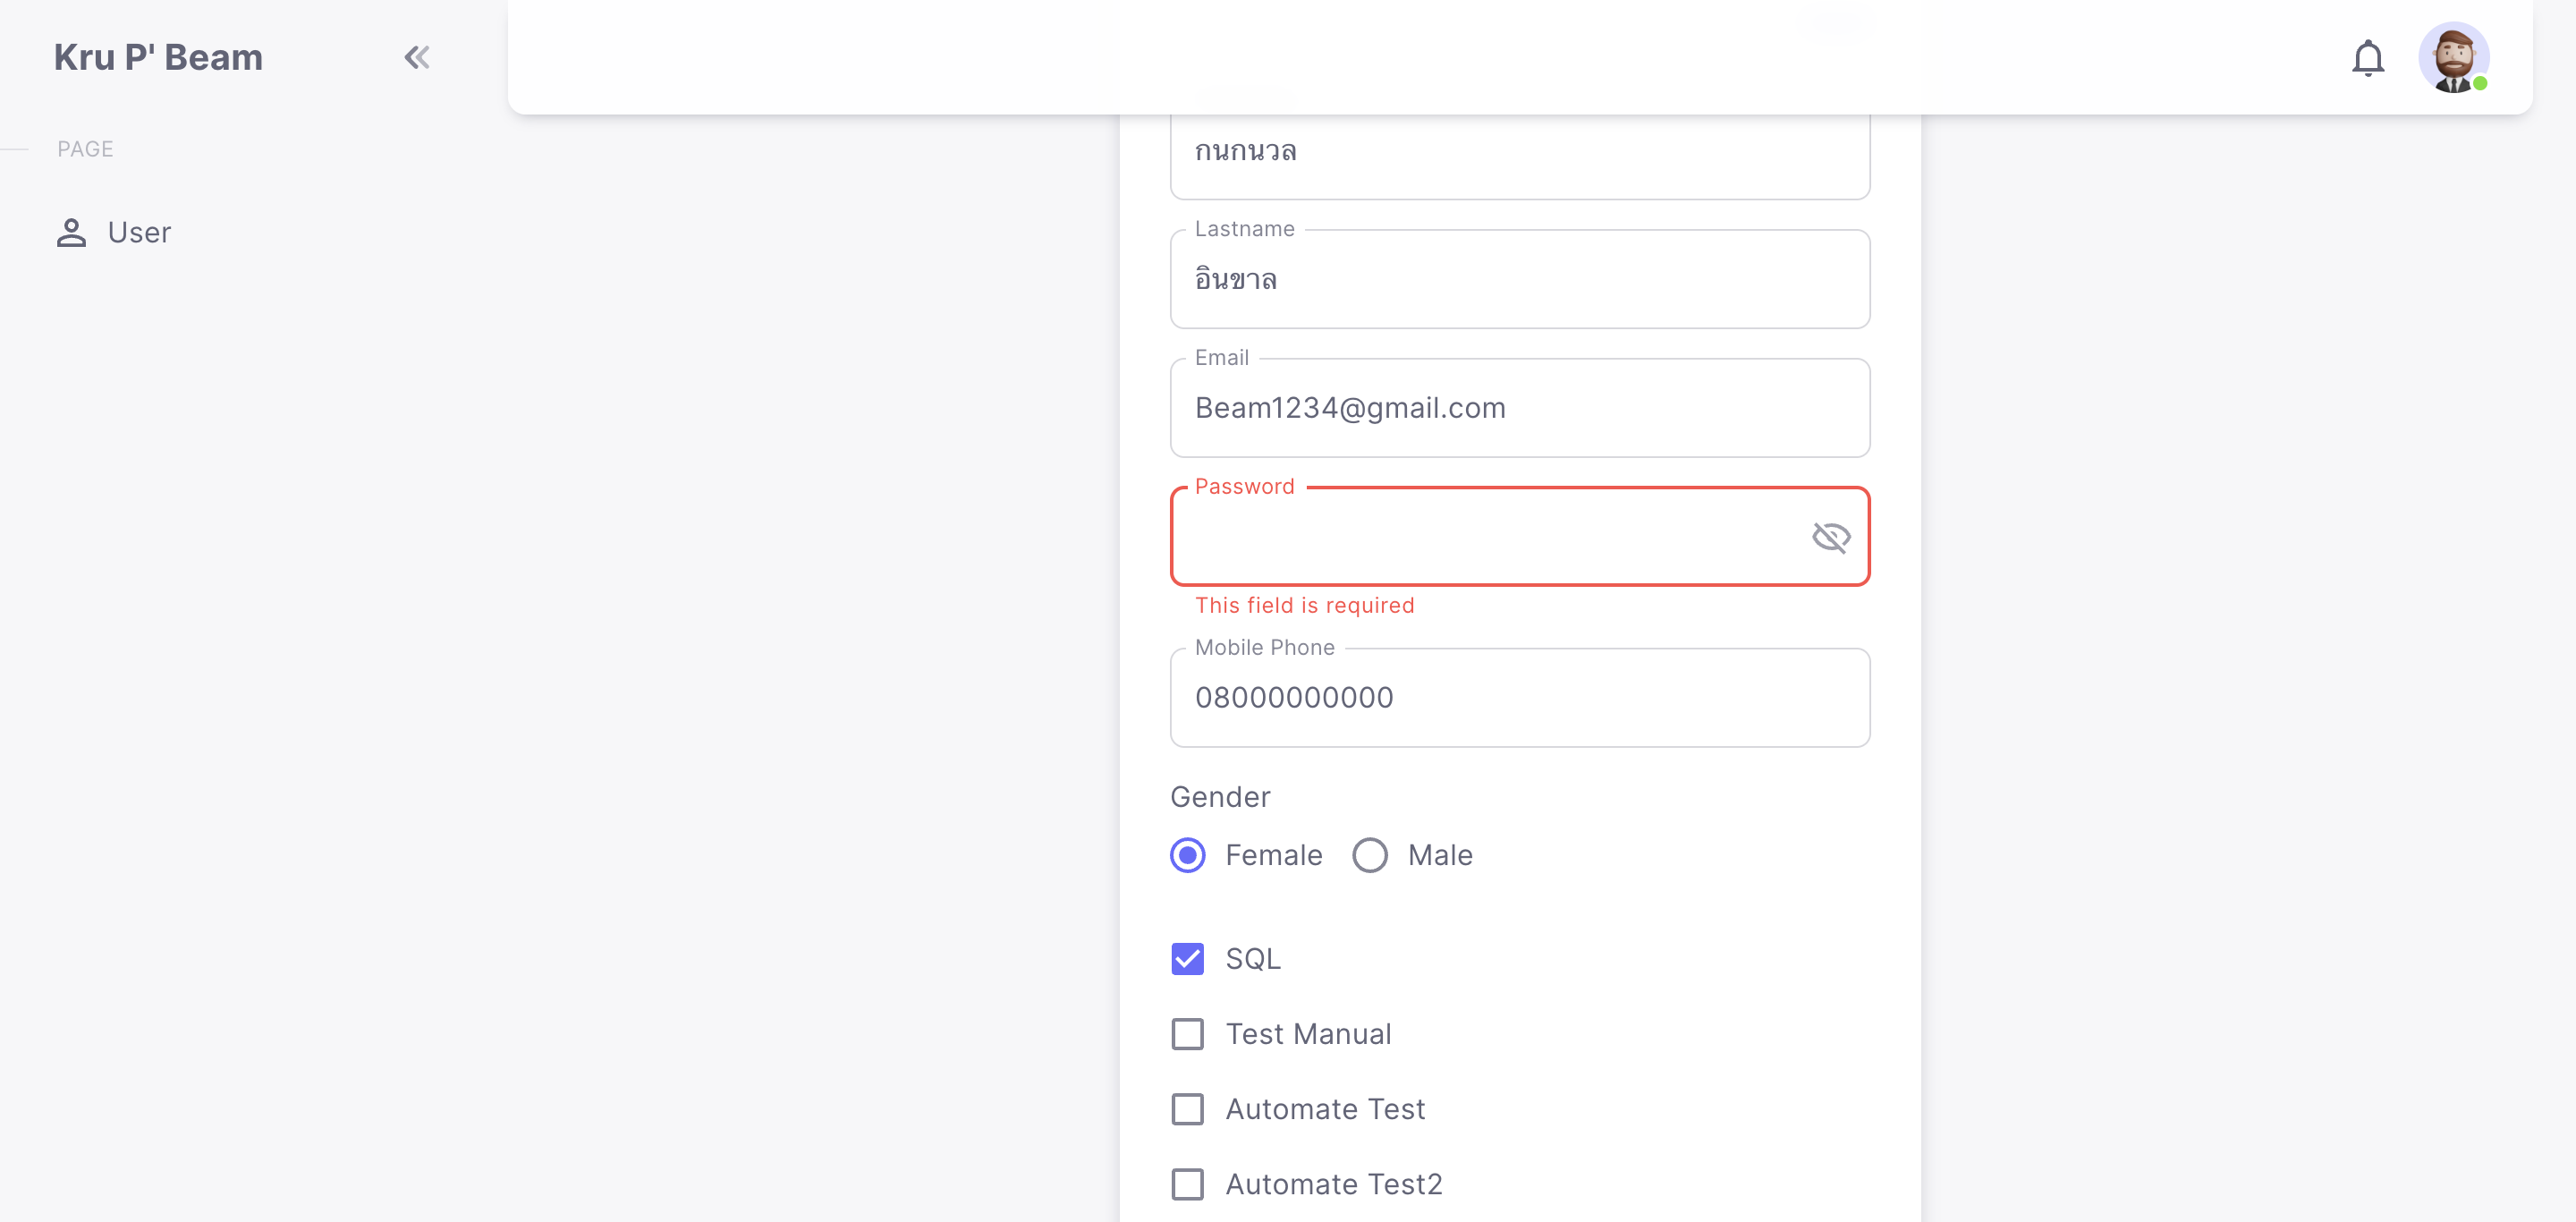 Kru P' Beam
PAGE
User
กนกนวล
Lastname
อินขาล
Email
Beam1234@gmail.com
Password
This field is required
Mobile Phone
08000000000
Gender
Female
Male
SQL
Test Manual
Automate Test
Automate Test2